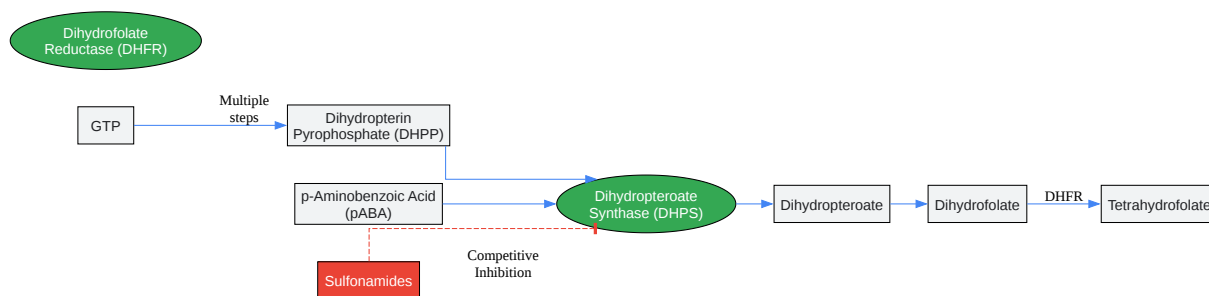 Dihydrofolate
Reductase (DHFR)
Multiple
steps
GTP
Dihydropterin
Pyrophosphate (DHPP)
p-Aminobenzoic Acid
(pABA)
Dihydropteroate
Synthase (DHPS)
Dihydropteroate
Dihydrofolate
DHFR
Tetrahydrofolate
Competitive
Inhibition
Sulfonamides